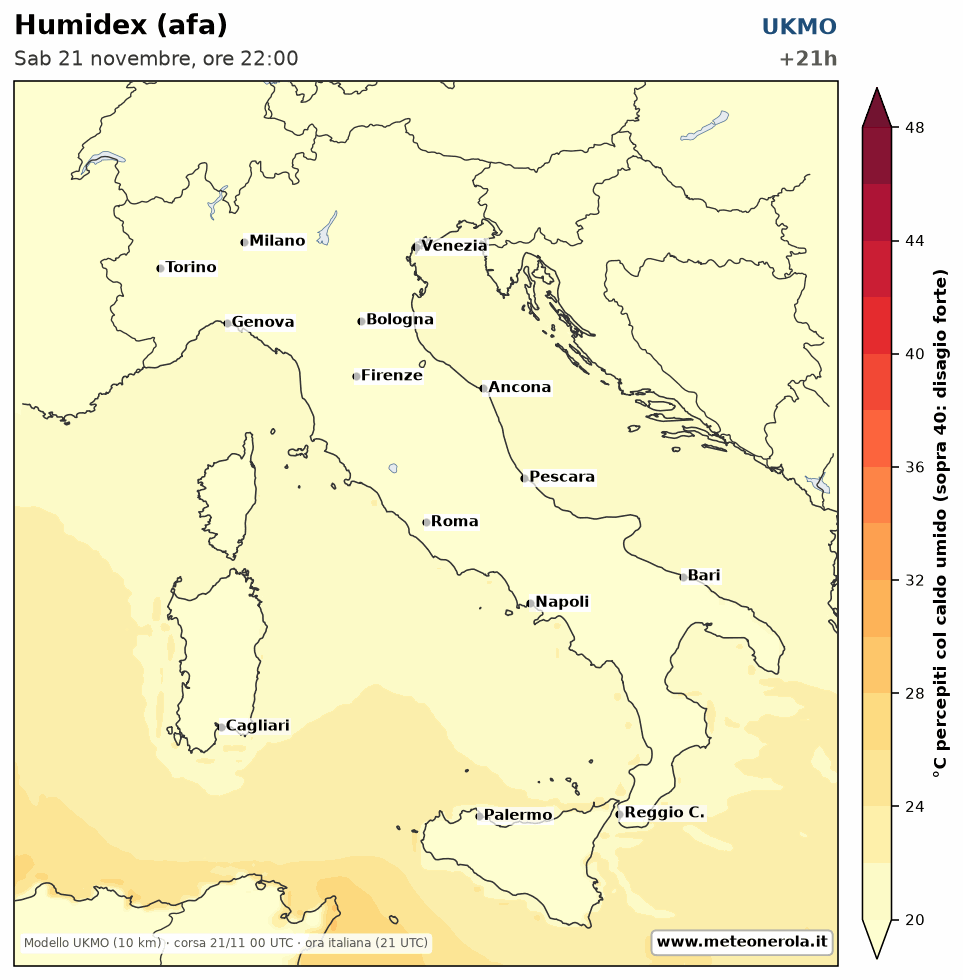 Humidex (afa)
UKMO
Sab 21 novembre, ore 22:00
+21h
48
44
40
36
32
28
24
20
°C percepiti col caldo umido (sopra 40: disagio forte)
Milano
Venezia
Torino
Genova
Bologna
Firenze
Ancona
Pescara
Roma
Bari
Napoli
Cagliari
Palermo
Reggio C.
Modello UKMO (10 km) · corsa 21/11 00 UTC · ora italiana (21 UTC)
www.meteonerola.it